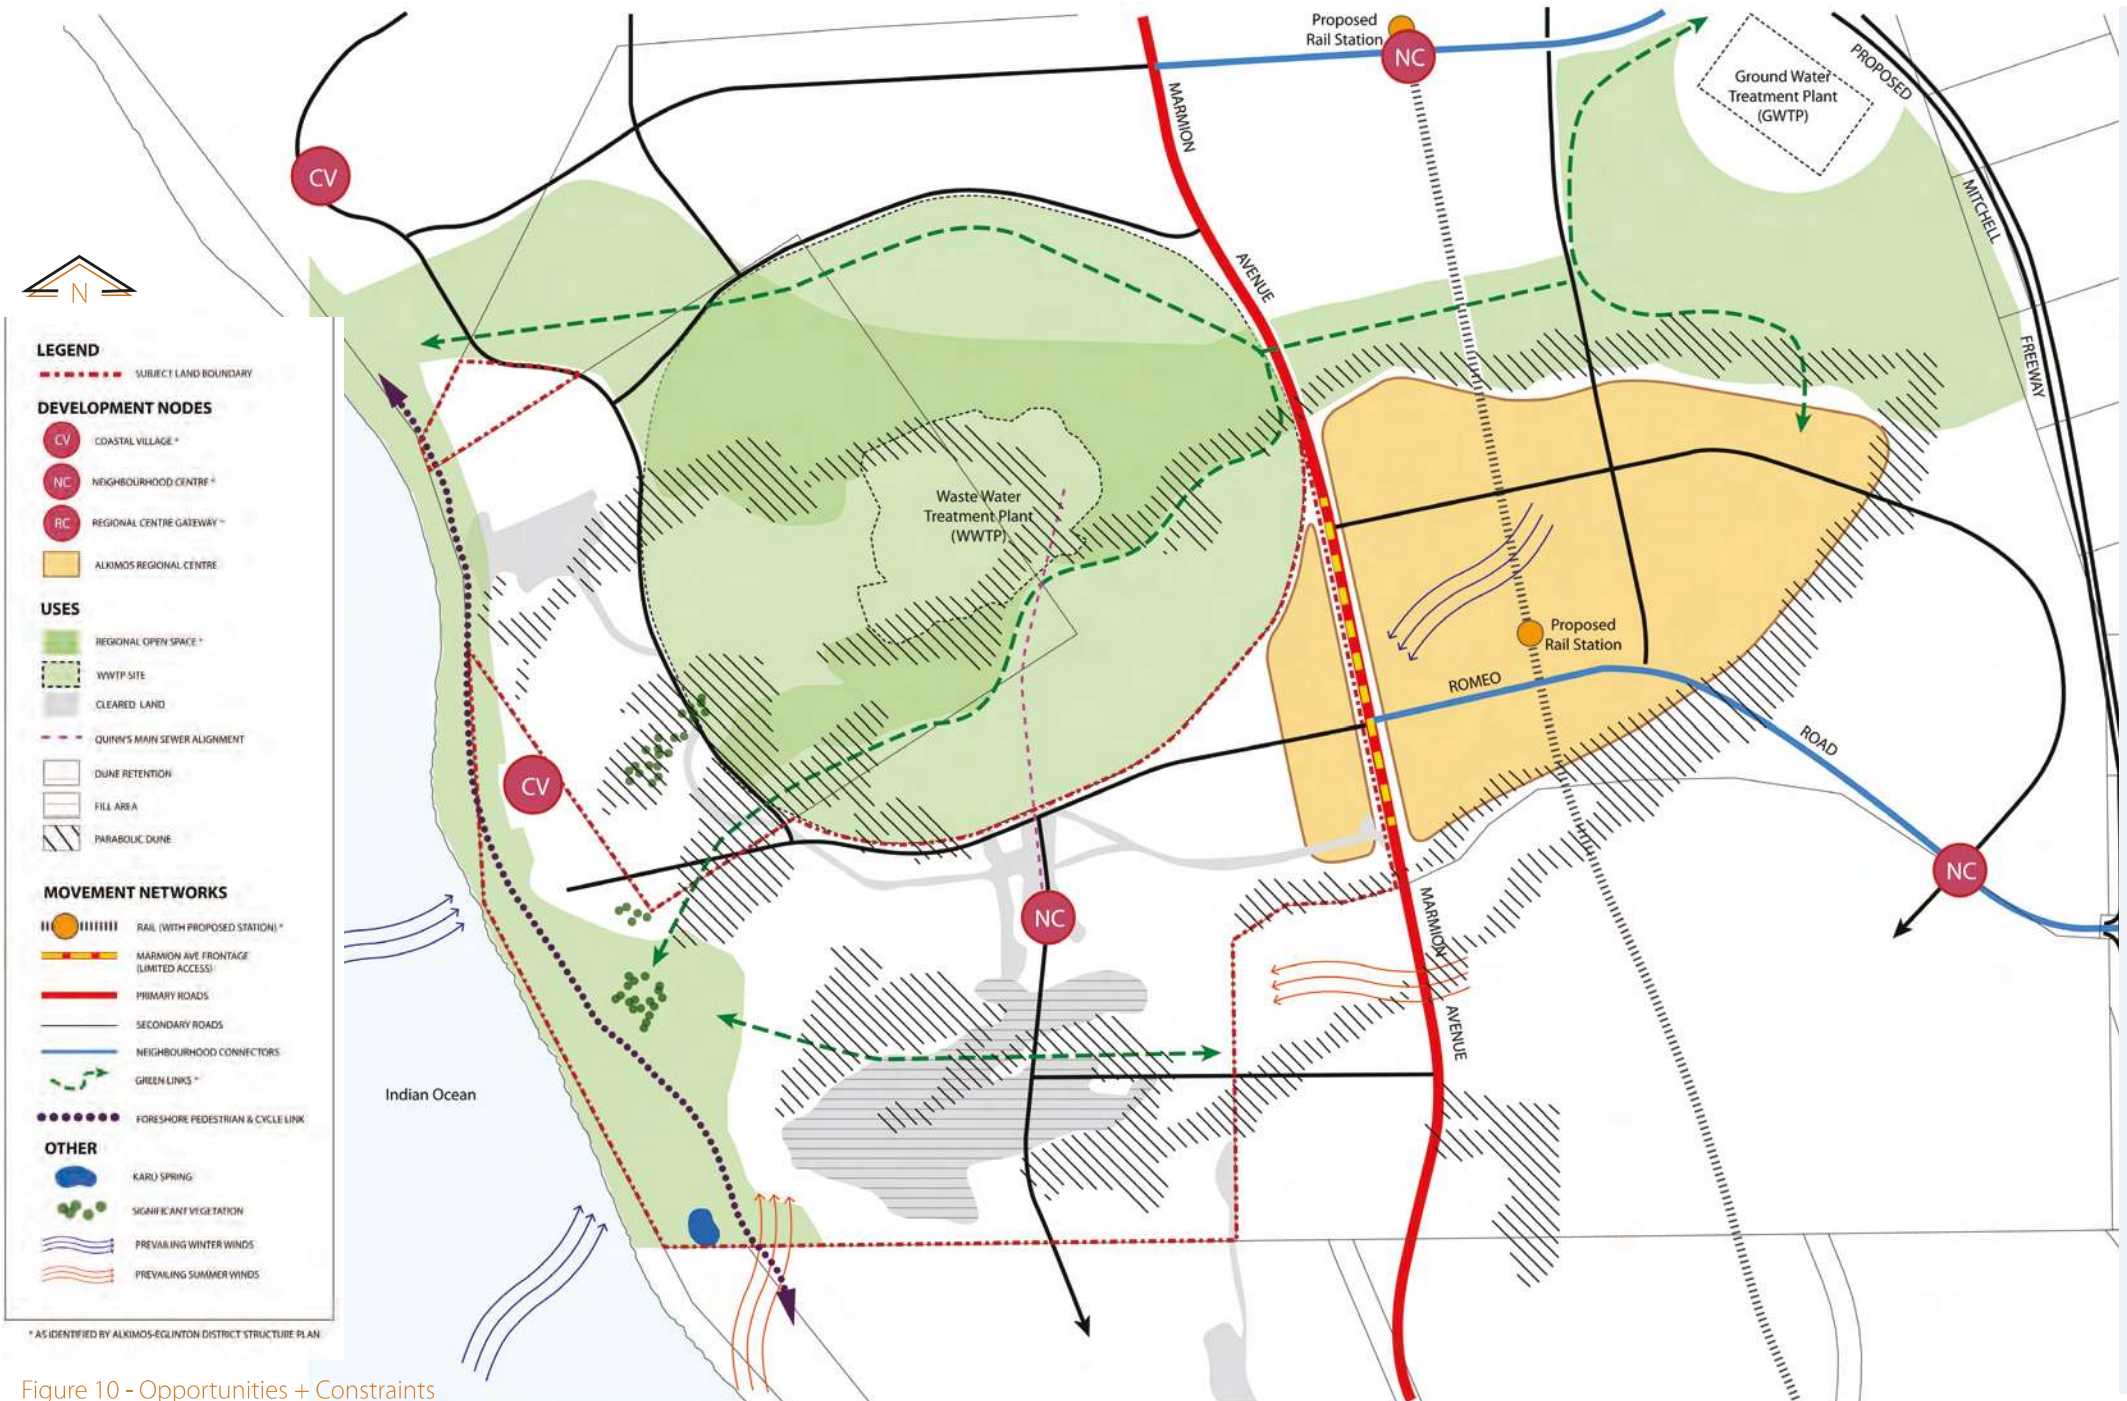 Proposed
Rail Station
NC
PROPOSED
Ground Water
Treatment Plant
(GWTP)
MARMION
CV
MITCHELL
AVENUE
N
FREEWAY
LEGEND
SUBJECT LAND BOUNDARY
DEVELOPMENT NODES
CV COASTAL VILLAGE *
NC NEIGHBOURHOOD CENTRE *
RC REGIONAL CENTRE GATEWAY ~
ALKIMOS REGIONAL CENTRE
USES
REGIONAL OPEN SPACE *
WWTP SITE
CLEARED LAND
QUINN'S MAIN SEWER ALIGNMENT
DUNE RETENTION
FILL AREA
PARABOLIC DUNE
MOVEMENT NETWORKS
RAIL (WITH PROPOSED STATION) *
MARMION AVE FRONTAGE
(LIMITED ACCESS)
PRIMARY ROADS
SECONDARY ROADS
NEIGHBOURHOOD CONNECTORS
GREEN LINKS *
FORESHORE PEDESTRIAN & CYCLE LINK
OTHER
KARLI SPRING
SIGNIFICANT VEGETATION
PREVAILING WINTER WINDS
PREVAILING SUMMER WINDS
* AS IDENTIFIED BY ALKIMOS-EGLINTON DISTRICT STRUCTURE PLAN
Waste Water
Treatment Plant
(WWTP)
Proposed
Rail Station
ROMEO
ROAD
CV
NC
NC
MARMION
AVENUE
Indian Ocean
Figure 10 - Opportunities + Constraints